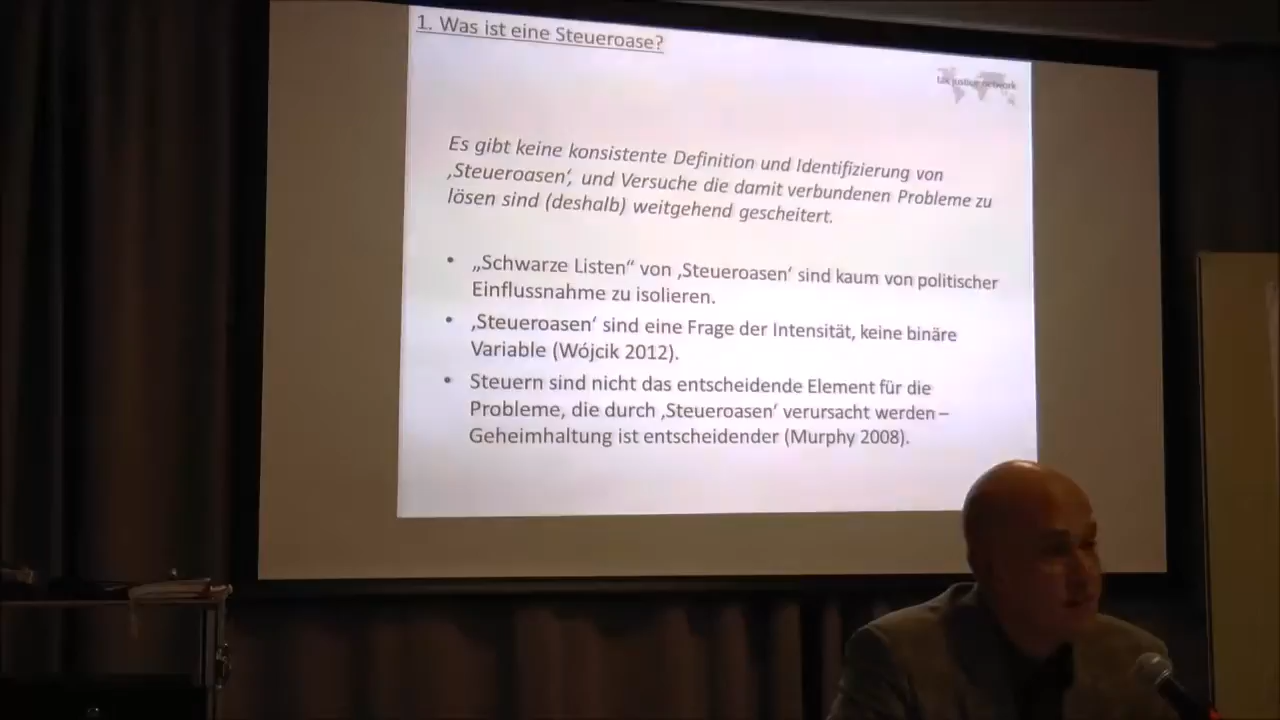 1. Was ist eine Steueroase?
tax justice network
Es gibt keine konsistente Definition und Identifizierung von
‚Steueroasen‘, und Versuche die damit verbundenen Probleme zu
lösen sind (deshalb) weitgehend gescheitert.
• „Schwarze Listen“ von ‚Steueroasen‘ sind kaum von politischer
Einflussnahme zu isolieren.
• ‚Steueroasen‘ sind eine Frage der Intensität, keine binäre
Variable (Wójcik 2012).
• Steuern sind nicht das entscheidende Element für die
Probleme, die durch ‚Steueroasen‘ verursacht werden –
Geheimhaltung ist entscheidender (Murphy 2008).